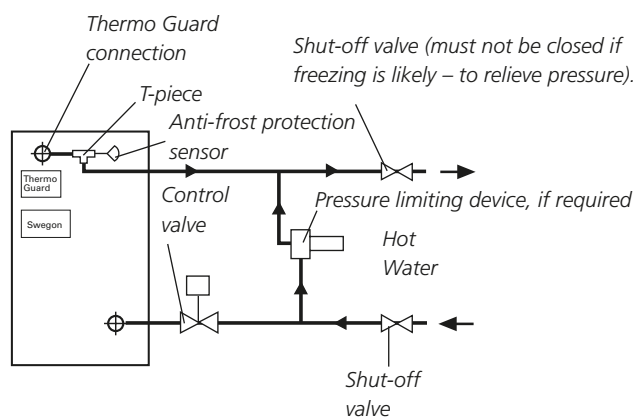 Thermo Guard
connection
Shut-off valve (must not be closed if
freezing is likely – to relieve pressure).
T-piece
Anti-frost protection
sensor
Thermo
Guard
Swegon
Control
valve
Pressure limiting device, if required
Hot
Water
Shut-off
valve